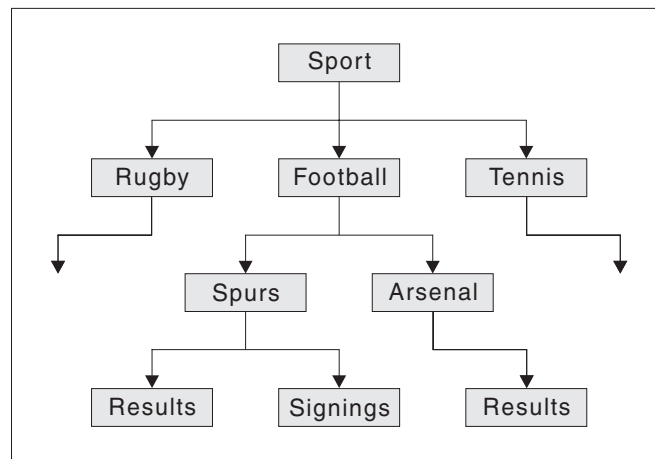 Sport
Rugby
Football
Tennis
Spurs
Arsenal
Results
Signings
Results